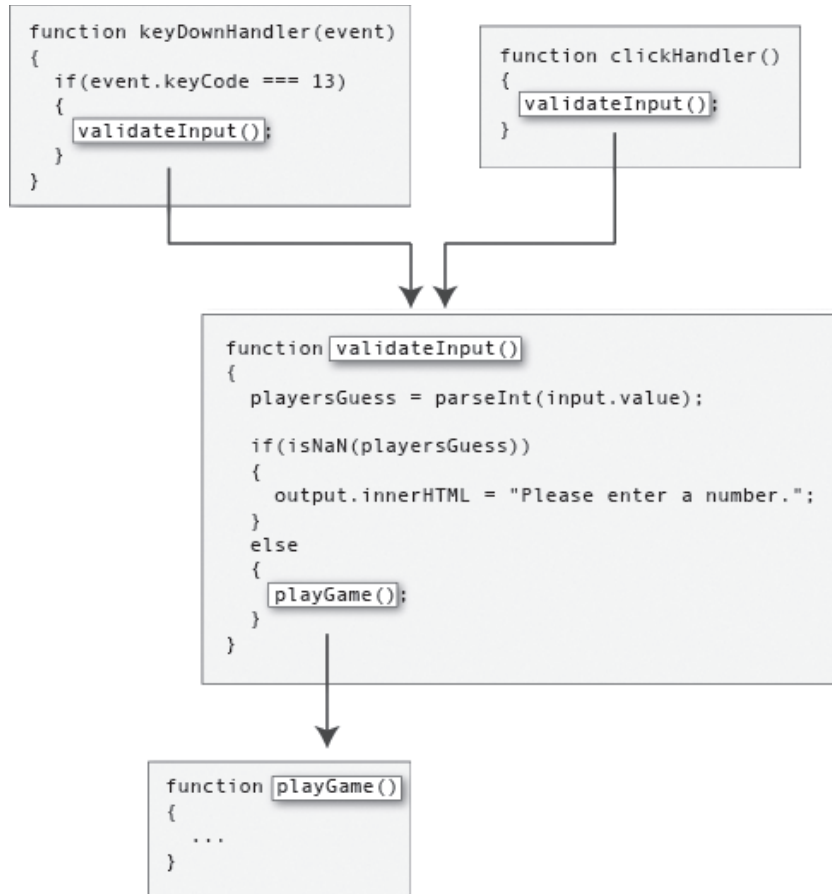 function keyDownHandler(event)
{
  if(event.keyCode === 13)
  {
    validateInput();
  }
}
function clickHandler()
{
  validateInput();
}
function validateInput()
{
  playersGuess = parseInt(input.value);
  if(isNaN(playersGuess))
  {
    output.innerHTML = "Please enter a number.";
  }
  else
  {
    playGame();
  }
}
function playGame()
{
  ...
}